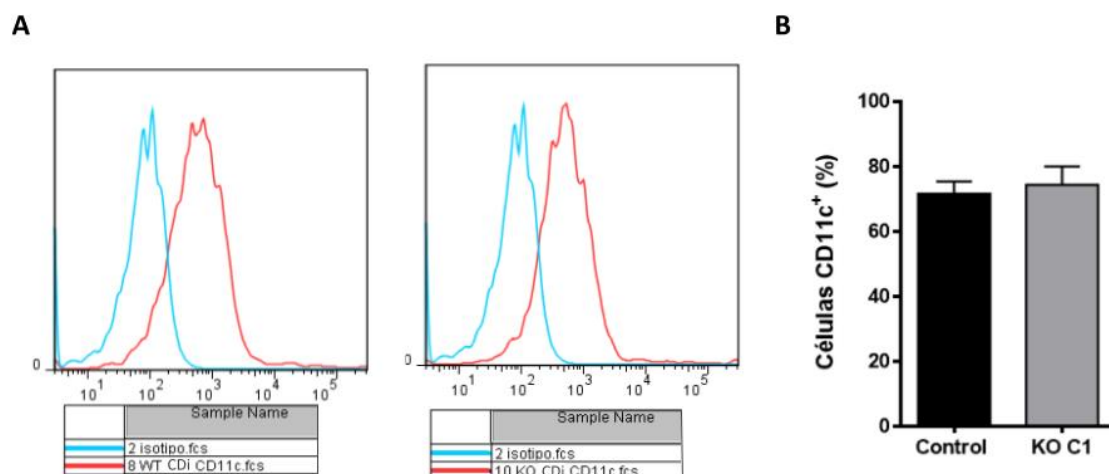 A
0
10^1 10^2 10^3 10^4 10^5
Sample Name
2 isotipo.fcs
8 WT CDi CD11c.fcs
0
10^1 10^2 10^3 10^4 10^5
Sample Name
2 isotipo.fcs
10 KO CDi CD11c.fcs
B
Células CD11c⁺ (%)
100
80
60
40
20
0
Control KO C1